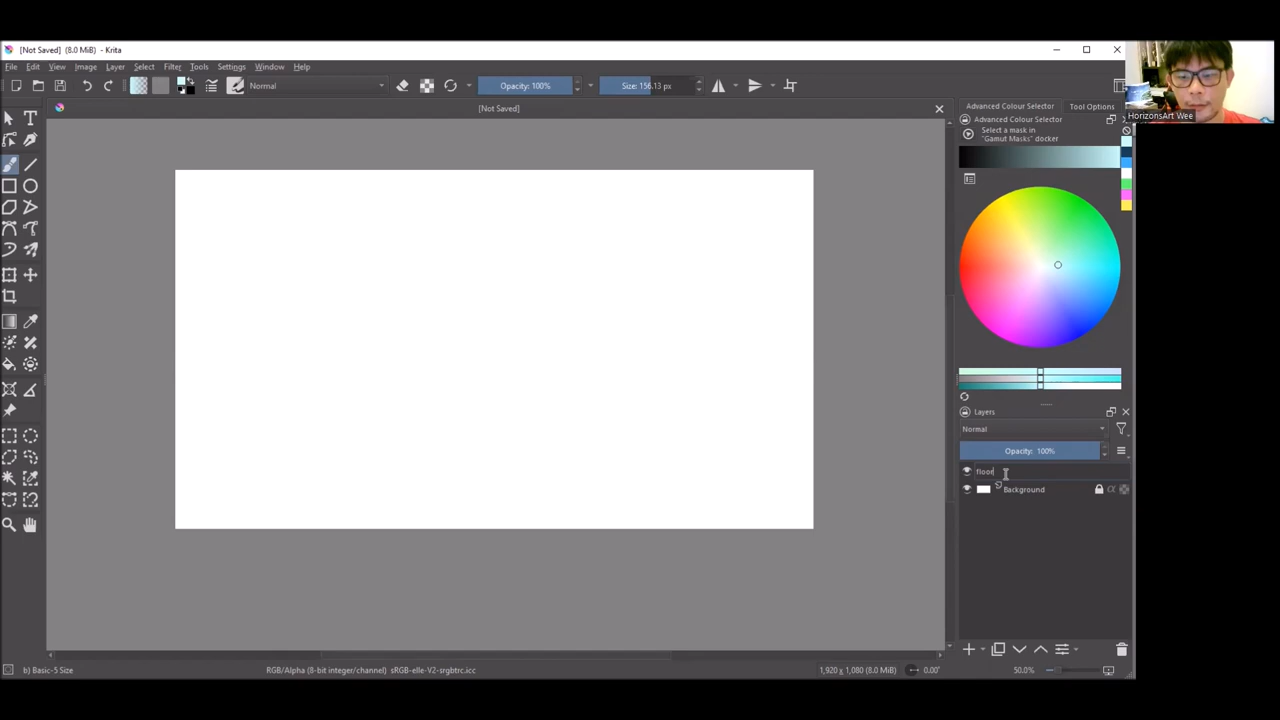 [Not Saved] (8.0 MiB) - Krita
File Edit View Image Layer Select Filter Tools Settings Window Help
Normal
Opacity: 100%
Size: 156.13 px
[Not Saved]
HorizonsArt Wee
Advanced Colour Selector Tool Options
Advanced Colour Selector
Select a mask in
"Gamut Masks" docker
Layers
Normal
Opacity: 100%
floor
Background
b) Basic-5 Size
RGB/Alpha (8-bit integer/channel) sRGB-elle-V2-srgbtrc.icc
1,920 x 1,080 (8.0 MiB)
0.00°
50.0%